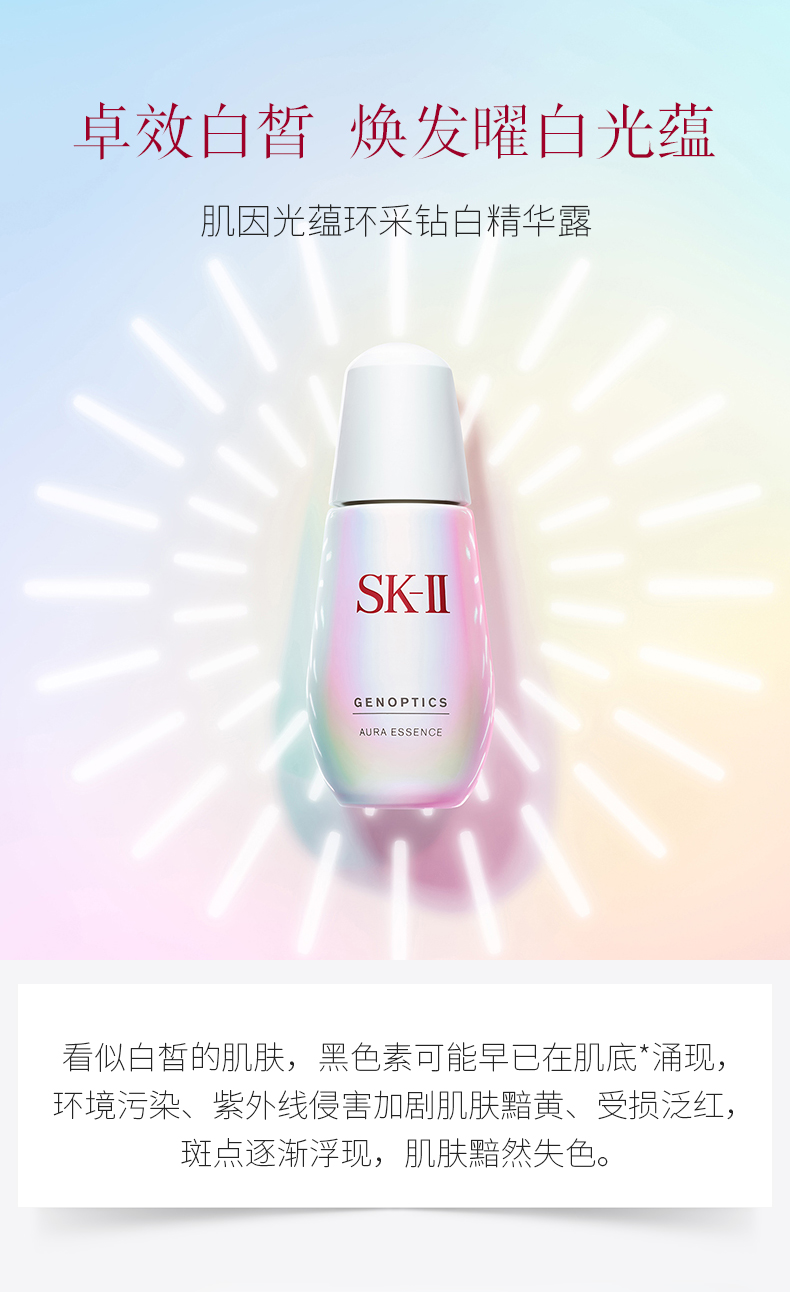 卓效白皙 焕发曜白光蕴
肌因光蕴环采钻白精华露
SK-II
GENOPTICS
AURA ESSENCE
看似白皙的肌肤，黑色素可能早已在肌底*涌现，
环境污染、紫外线侵害加剧肌肤黯黄、受损泛红，
斑点逐渐浮现，肌肤黯然失色。